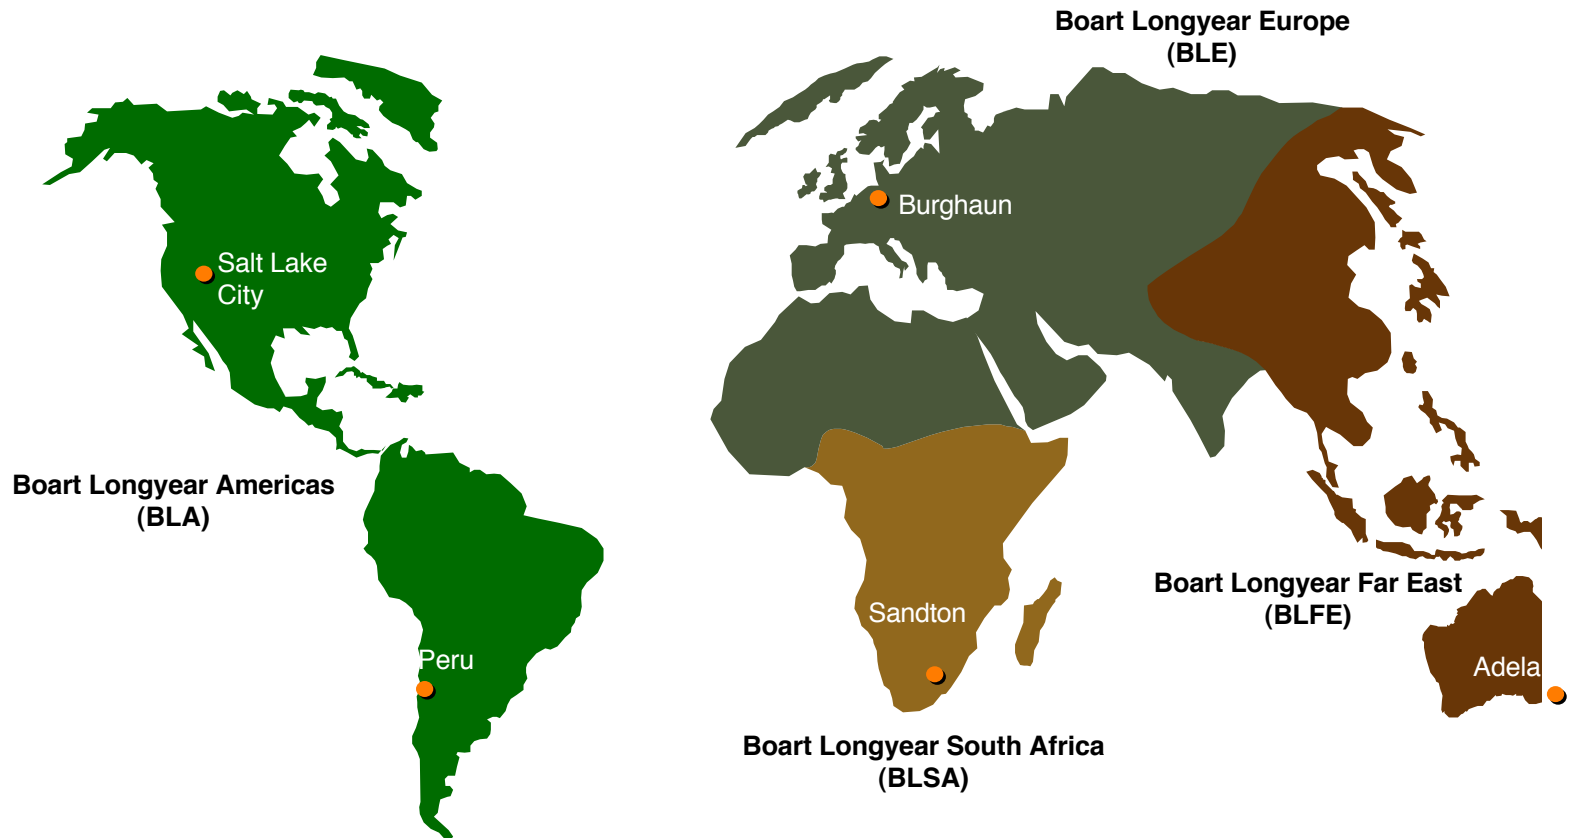 Boart Longyear Europe
(BLE)
Burghaun
Salt Lake
City
Boart Longyear Americas
(BLA)
Boart Longyear Far East
(BLFE)
Sandton
Peru
Adela
Boart Longyear South Africa
(BLSA)